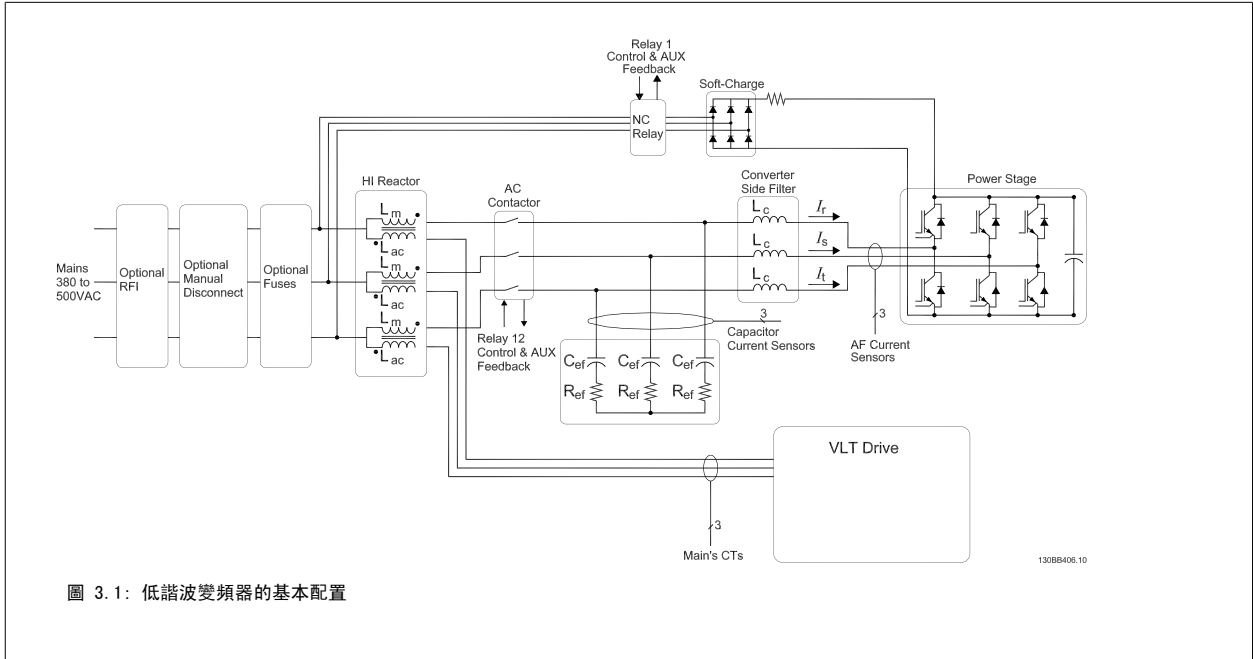 Relay 1
Control & AUX
Feedback
Soft-Charge
NC
Relay
HI Reactor
AC
Contactor
Converter
Side Filter
Power Stage
Lm
Lac
Lm
Lac
Lm
Lac
Lc
Lc
Lc
Ir
Is
It
Mains
380 to
500VAC
Optional
RFI
Optional
Manual
Disconnect
Optional
Fuses
Relay 12
Control & AUX
Feedback
3
Capacitor
Current Sensors
3
AF Current
Sensors
Cef
Cef
Cef
Ref
Ref
Ref
VLT Drive
3
Main's CTs
130BB406.10
圖 3.1: 低諧波變頻器的基本配置